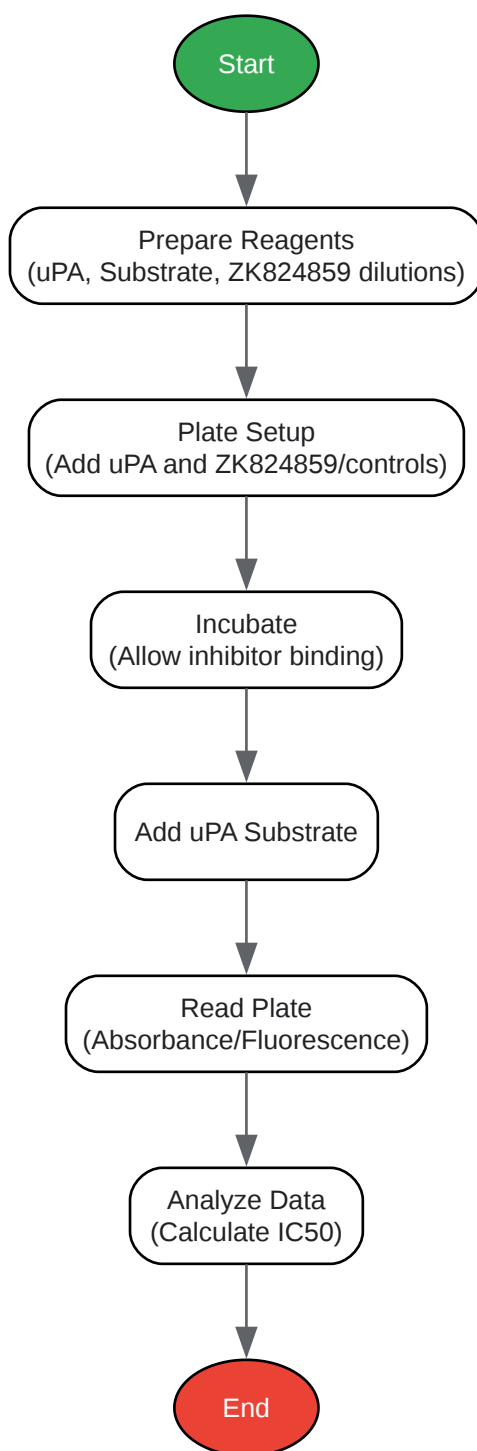 Start
Prepare Reagents
(uPA, Substrate, ZK824859 dilutions)
Plate Setup
(Add uPA and ZK824859/controls)
Incubate
(Allow inhibitor binding)
Add uPA Substrate
Read Plate
(Absorbance/Fluorescence)
Analyze Data
(Calculate IC50)
End